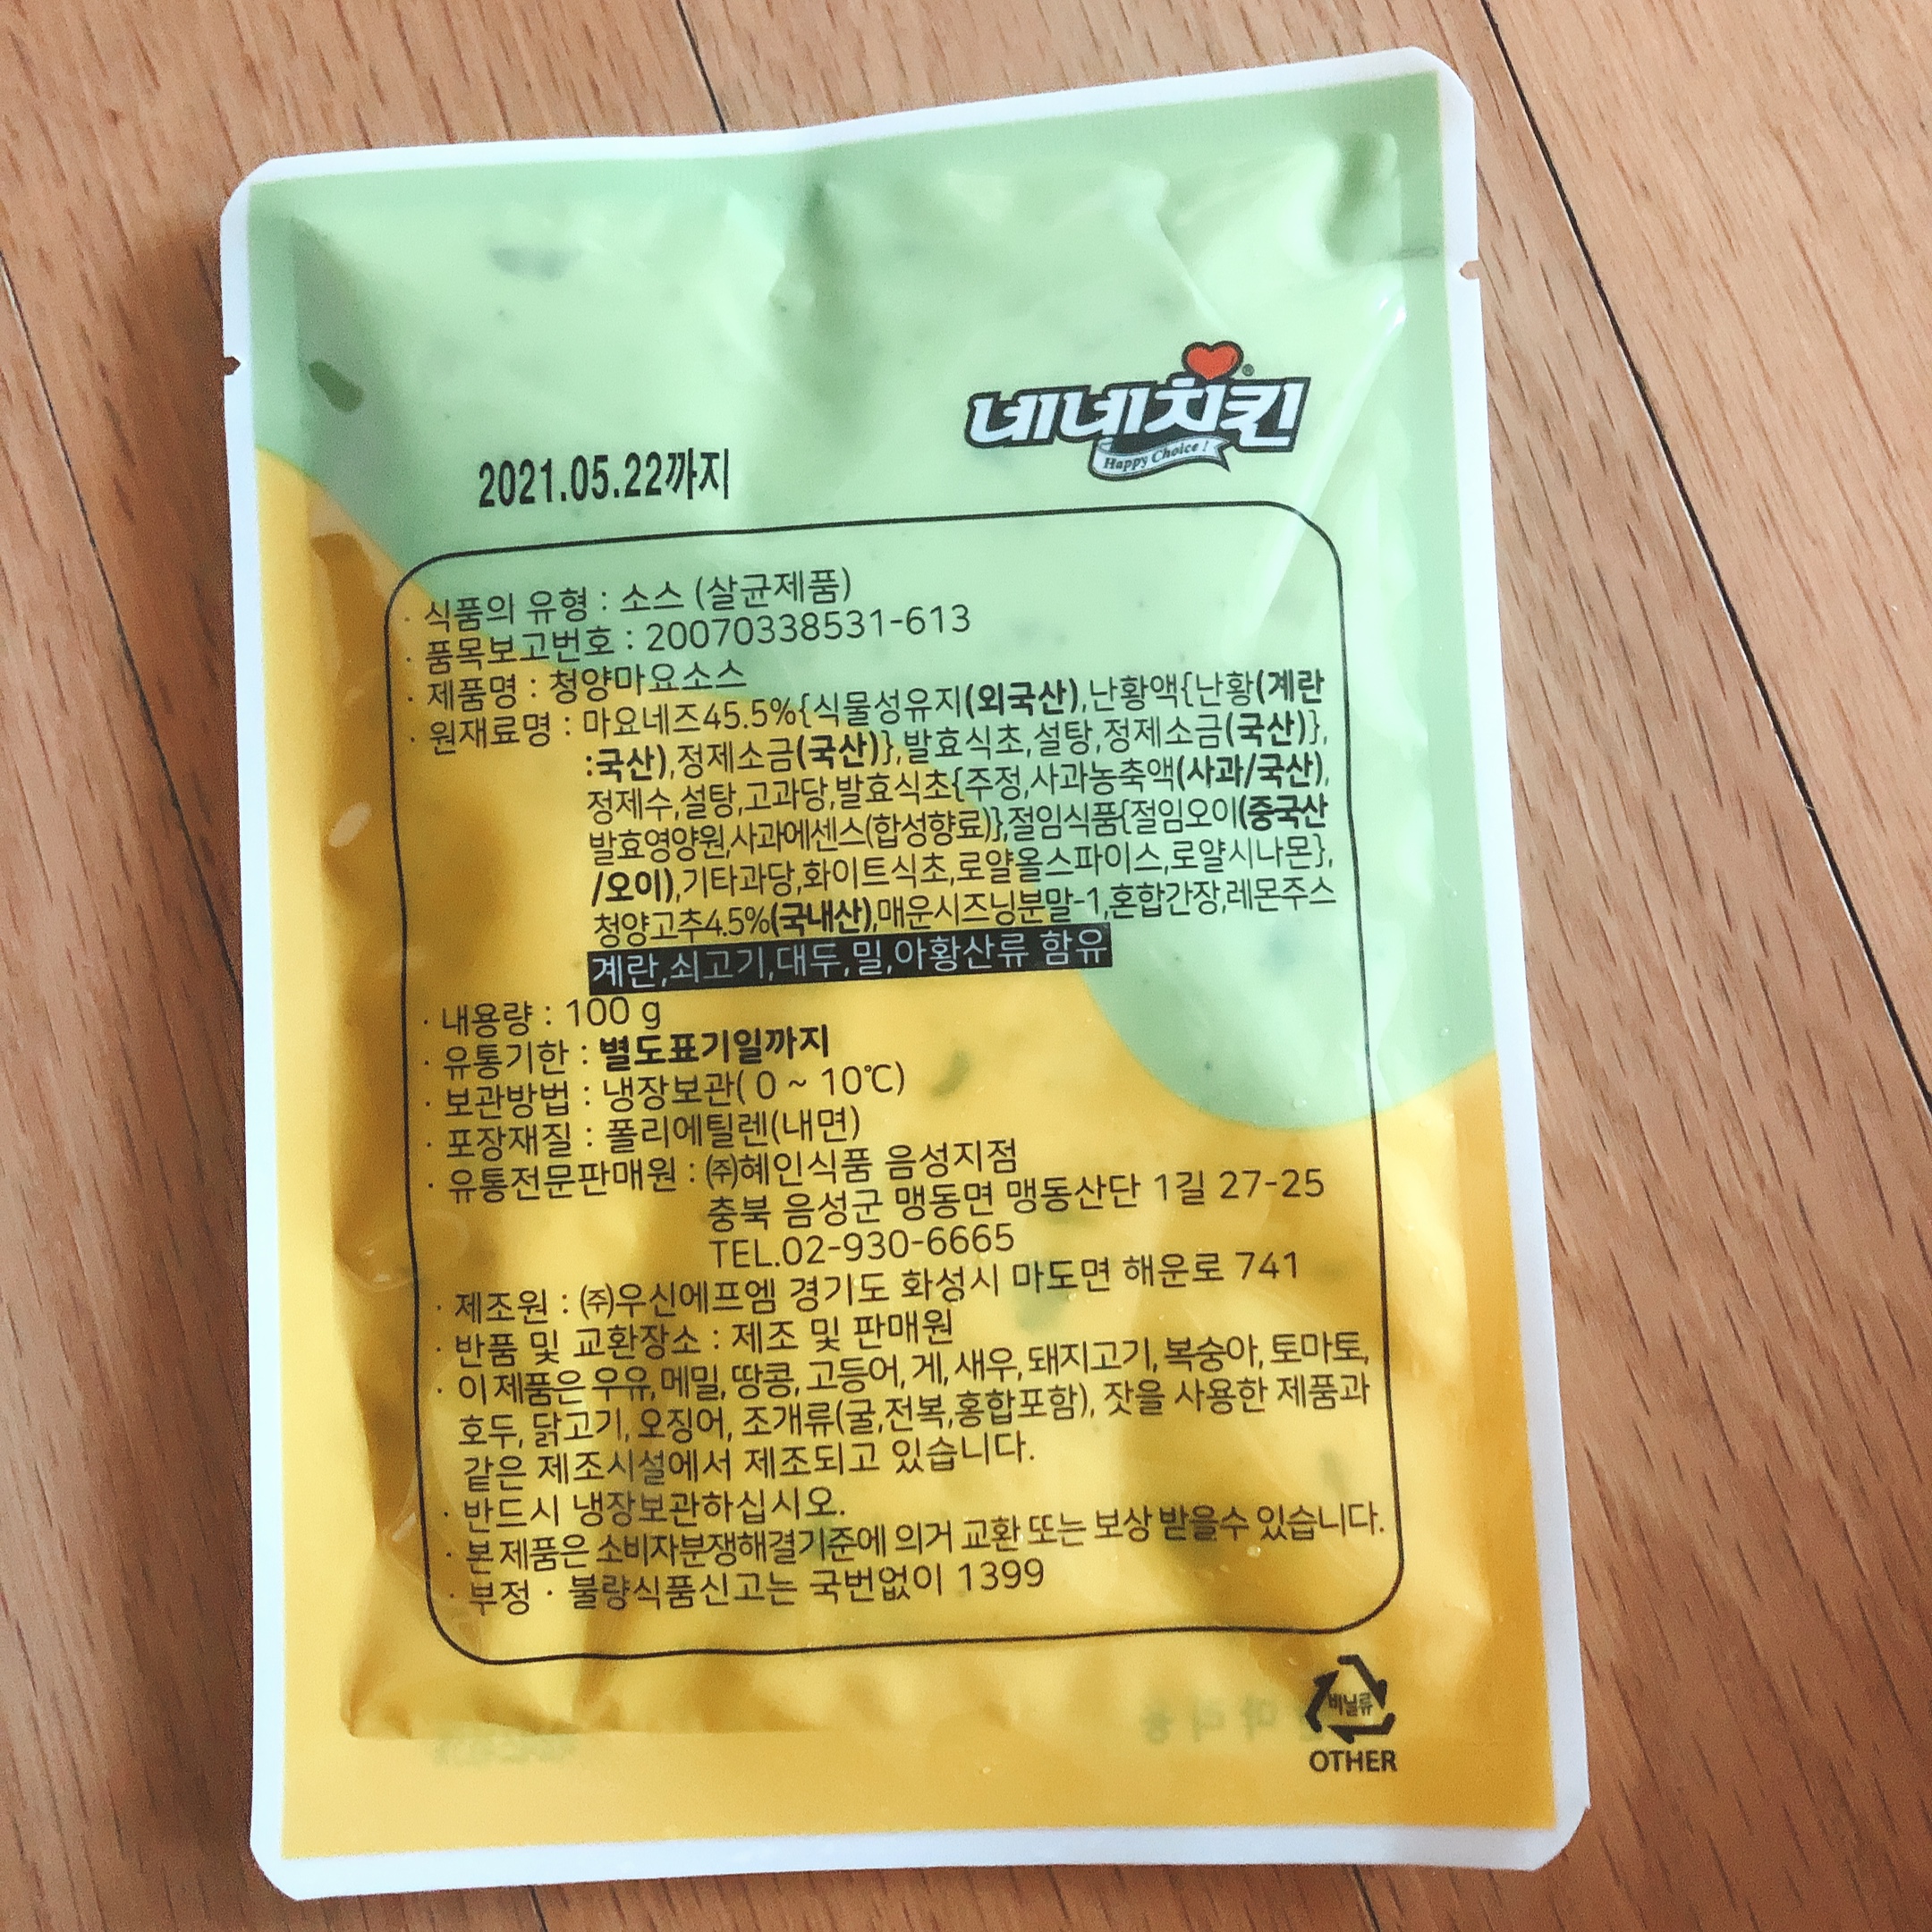 네네치킨
Happy Choice !
2021.05.22까지
· 식품의 유형 : 소스 (살균제품)
· 품목보고번호 : 20070338531-613
· 제품명 : 청양마요소스
· 원재료명 : 마요네즈45.5%{식물성유지(외국산),난황액{난황(계란
:국산),정제소금(국산)},발효식초,설탕,정제소금(국산)},
정제수,설탕,고과당,발효식초{주정,사과농축액(사과/국산),
발효영양원,사과에센스(합성향료)},절임식품{절임오이(중국산
/오이),기타과당,화이트식초,로얄올스파이스,로얄시나몬},
청양고추4.5%(국내산),매운시즈닝분말-1,혼합간장,레몬주스
계란,쇠고기,대두,밀,아황산류 함유
· 내용량 : 100 g
· 유통기한 : 별도표기일까지
· 보관방법 : 냉장보관( 0 ~ 10℃)
· 포장재질 : 폴리에틸렌(내면)
· 유통전문판매원 : ㈜혜인식품 음성지점
충북 음성군 맹동면 맹동산단 1길 27-25
TEL.02-930-6665
· 제조원 : ㈜우신에프엠 경기도 화성시 마도면 해운로 741
· 반품 및 교환장소 : 제조 및 판매원
· 이 제품은 우유, 메밀, 땅콩, 고등어, 게, 새우, 돼지고기, 복숭아, 토마토,
호두, 닭고기, 오징어, 조개류(굴,전복,홍합포함), 잣을 사용한 제품과
같은 제조시설에서 제조되고 있습니다.
· 반드시 냉장보관하십시오.
· 본 제품은 소비자분쟁해결기준에 의거 교환 또는 보상 받을수 있습니다.
· 부정 · 불량식품신고는 국번없이 1399
비닐류
OTHER